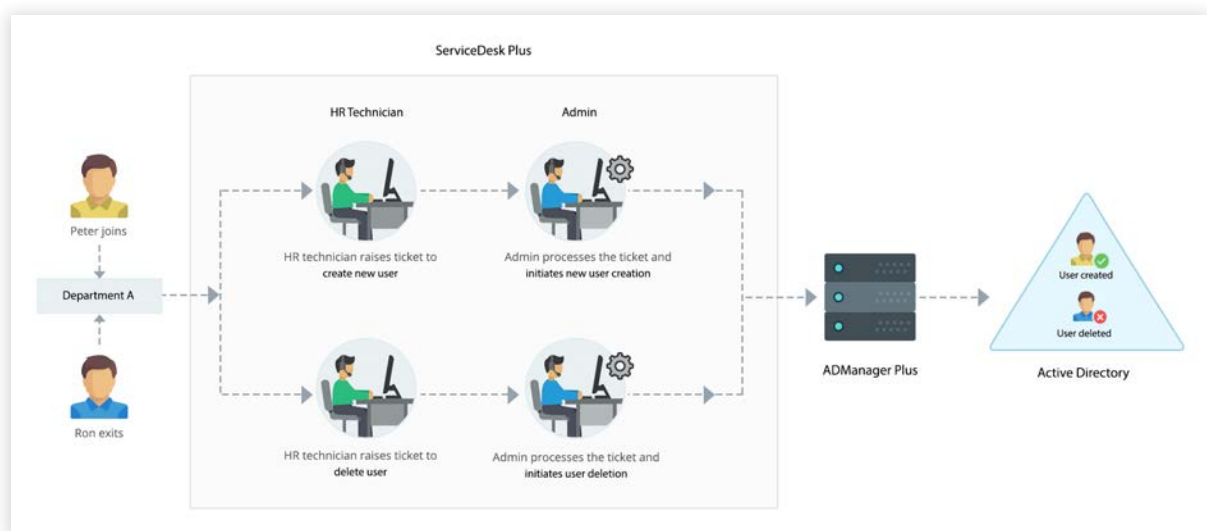 ServiceDesk Plus
HR Technician
Admin
Peter joins
HR technician raises ticket to
create new user
Admin processes the ticket and
initiates new user creation
Department A
User created
User deleted
ADManager Plus
Active Directory
Ron exits
HR technician raises ticket to
delete user
Admin processes the ticket and
initiates user deletion